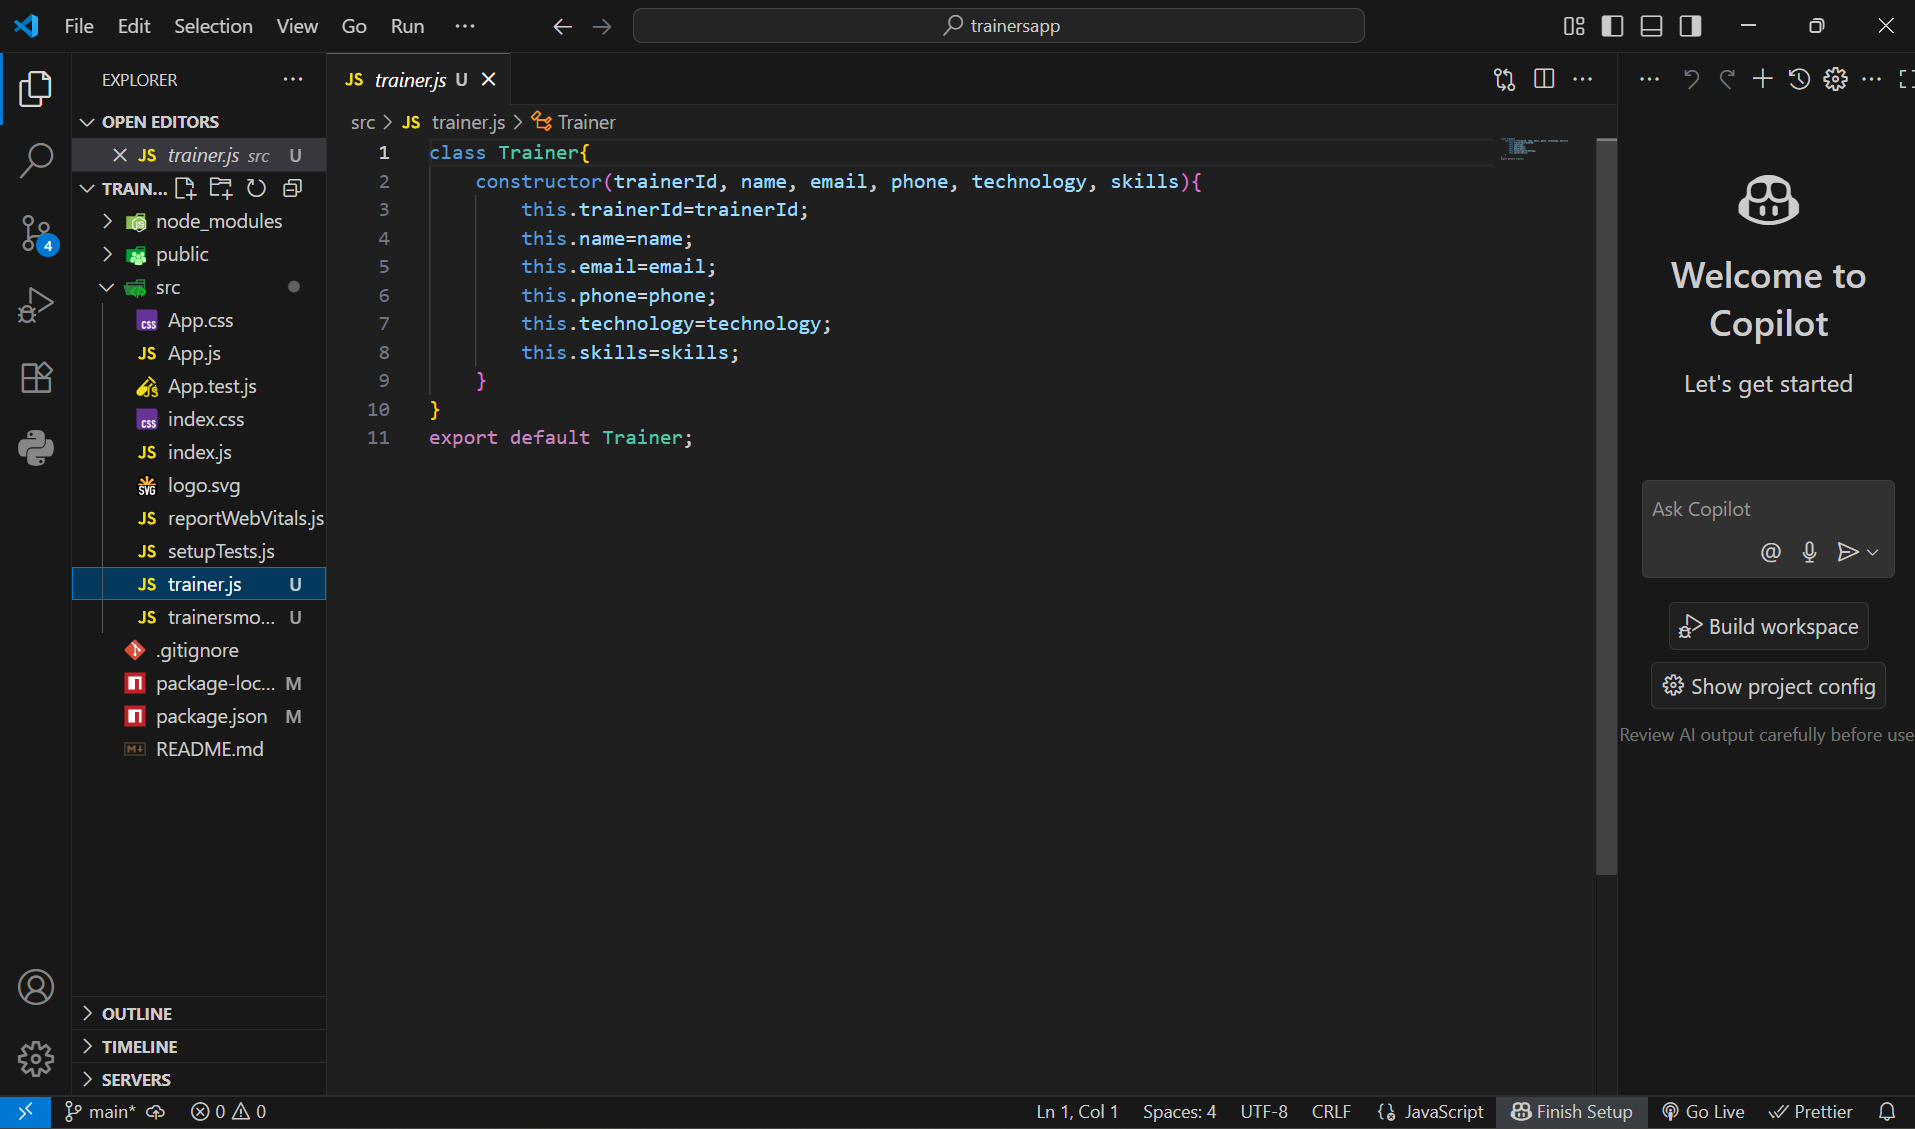 File Edit Selection View Go Run
trainersapp
EXPLORER
OPEN EDITORS
JS trainer.js src U
TRAIN...
node_modules
public
src
App.css
JS App.js
App.test.js
index.css
JS index.js
logo.svg
JS reportWebVitals.js
JS setupTests.js
JS trainer.js U
JS trainersmo... U
.gitignore
package-loc... M
package.json M
README.md
OUTLINE
TIMELINE
SERVERS
4
JS trainer.js U
src > JS trainer.js > Trainer
1 class Trainer{
2 constructor(trainerId, name, email, phone, technology, skills){
3 this.trainerId=trainerId;
4 this.name=name;
5 this.email=email;
6 this.phone=phone;
7 this.technology=technology;
8 this.skills=skills;
9 }
10 }
11 export default Trainer;
Welcome to
Copilot
Let's get started
Ask Copilot
@
Build workspace
Show project config
Review AI output carefully before use
main* 0 0 Ln 1, Col 1 Spaces: 4 UTF-8 CRLF {} JavaScript Finish Setup Go Live Prettier